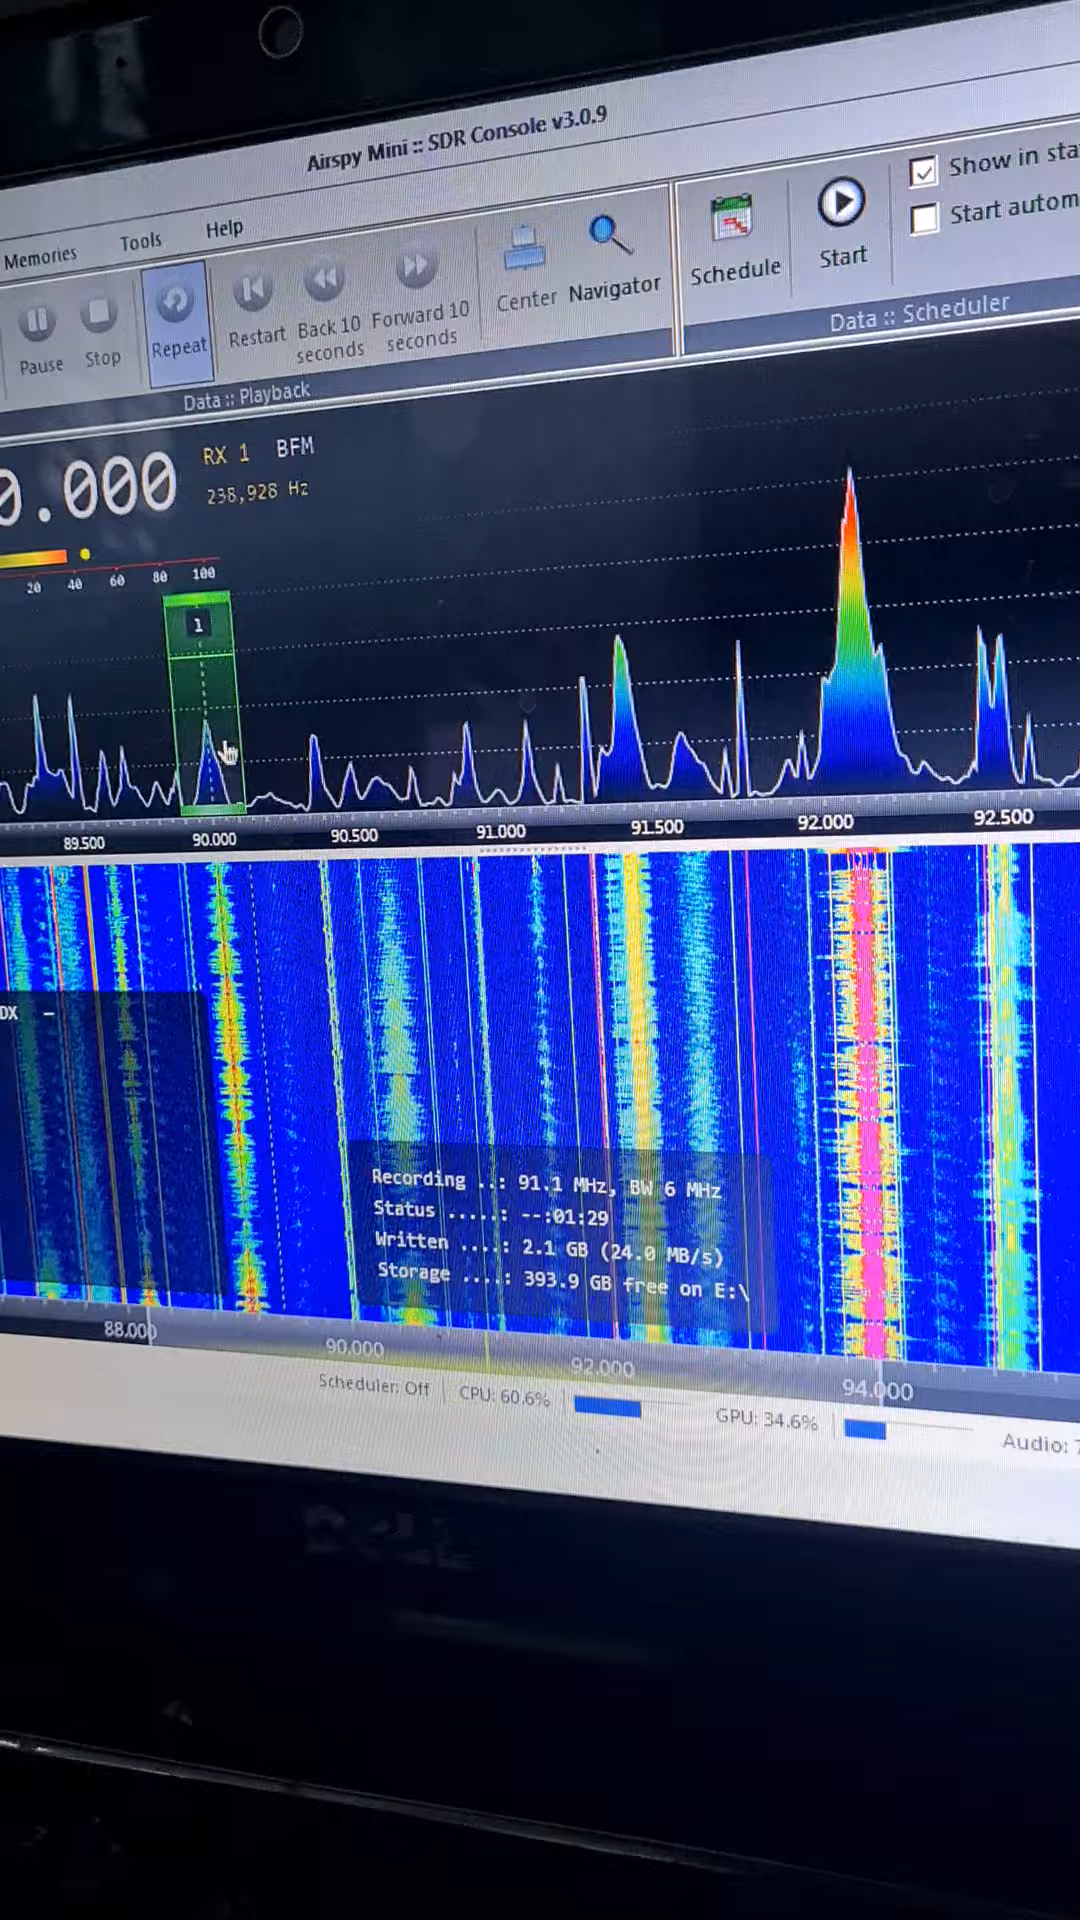 Airspy Mini :: SDR Console v3.0.9
Memories Tools Help
Show in sta
Start autom
Pause Stop Repeat Restart Back 10 seconds Forward 10 seconds Center Navigator Schedule Start
Data :: Playback
Data :: Scheduler
0.000
RX 1 BFM
238,928 Hz
20 40 60 80 100
1
89.500 90.000 90.500 91.000 91.500 92.000 92.500
DX –
Recording ..: 91.1 MHz, BW 6 MHz
Status .....: --:01:29
Written ....: 2.1 GB (24.0 MB/s)
Storage ....: 393.9 GB free on E:\
88.000 90.000 92.000 94.000
Scheduler: Off CPU: 60.6% GPU: 34.6% Audio: 7
DELL